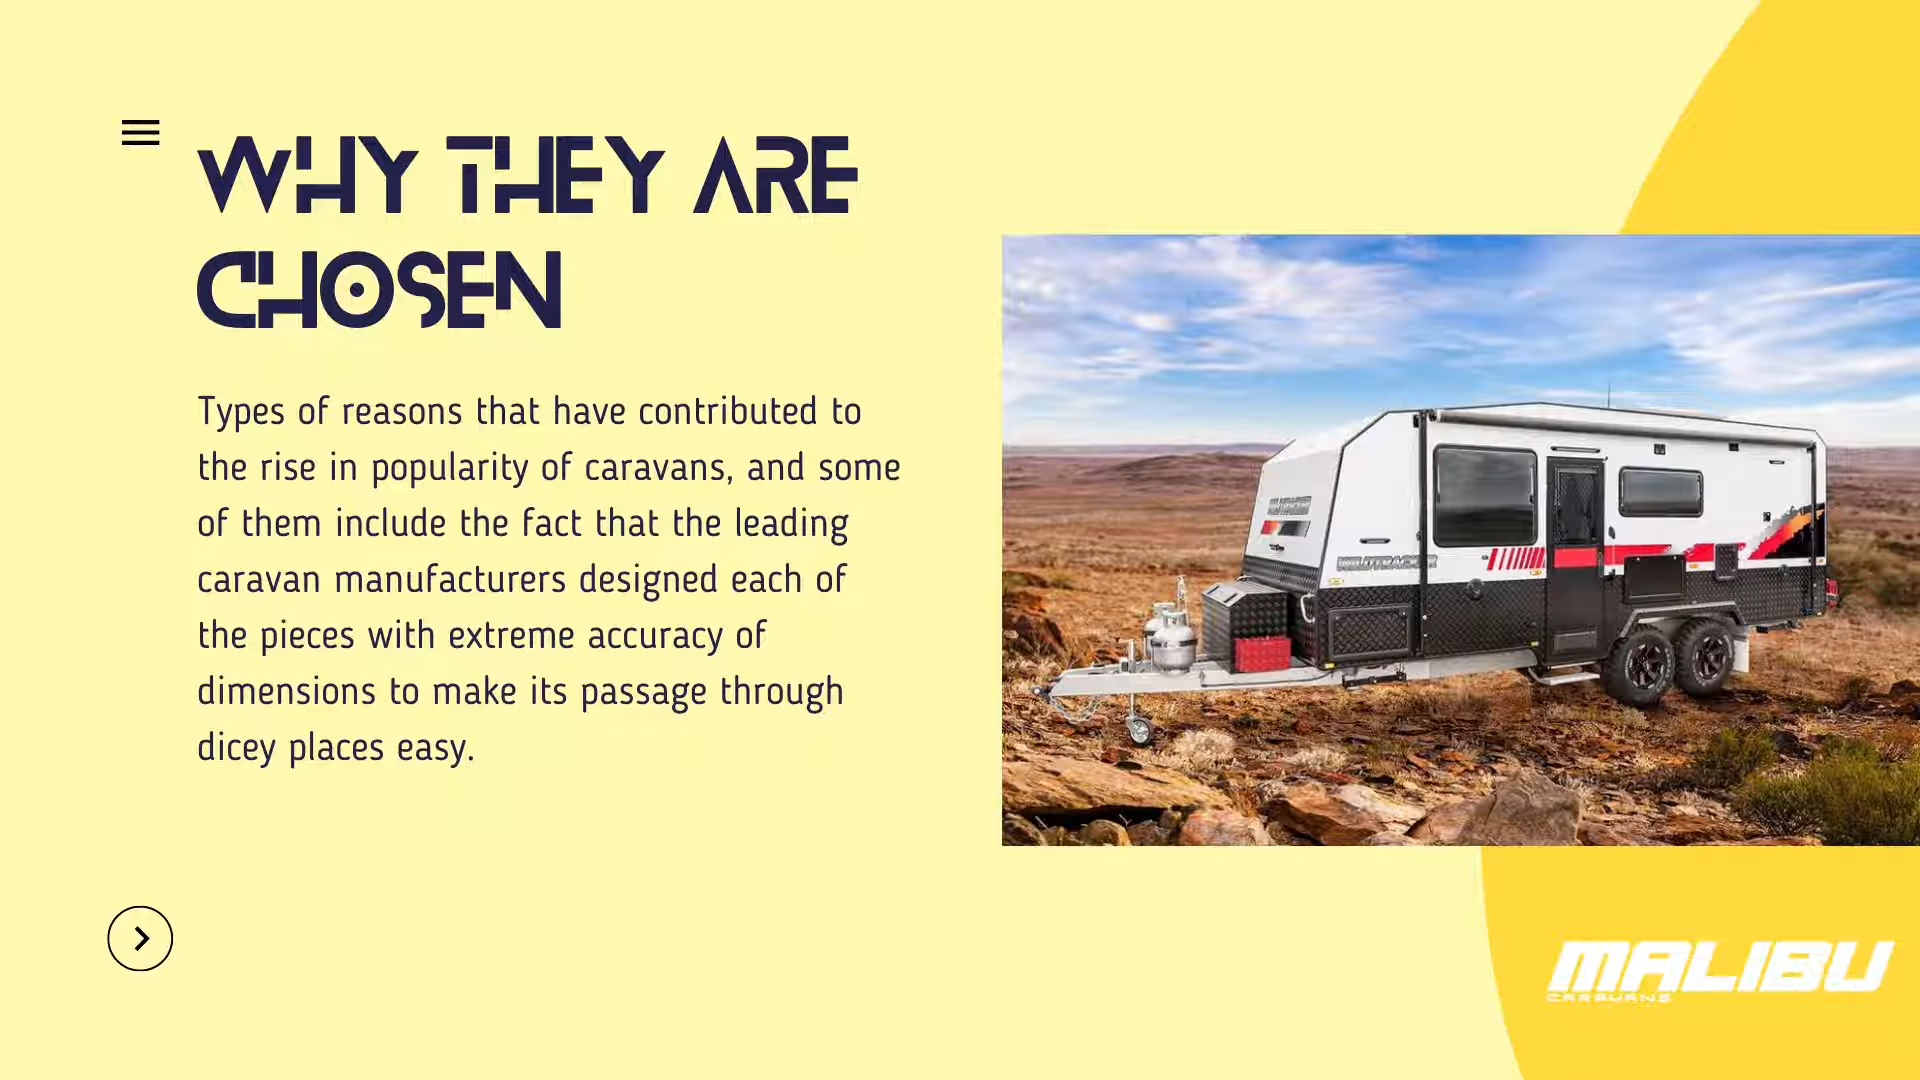 WHY THEY ARE
CHOSEN
Types of reasons that have contributed to
the rise in popularity of caravans, and some
of them include the fact that the leading
caravan manufacturers designed each of
the pieces with extreme accuracy of
dimensions to make its passage through
dicey places easy.
WILDTRACKER
MALIBU
CARAVANS